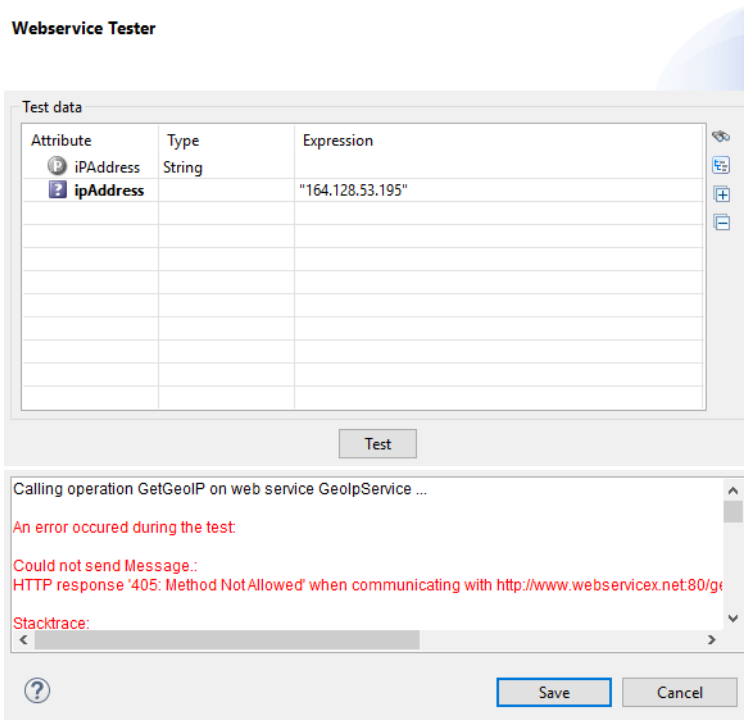 Webservice Tester
Test data
Attribute Type Expression
P iPAddress String
? ipAddress "164.128.53.195"
Test
Calling operation GetGeoIP on web service GeoIpService ...
An error occured during the test:
Could not send Message.:
HTTP response '405: Method Not Allowed' when communicating with http://www.webservicex.net:80/ge
Stacktrace:
? Save Cancel